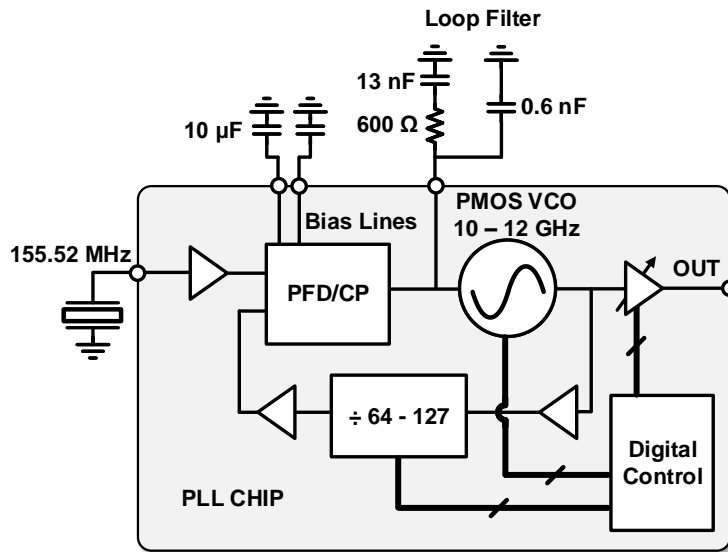 Loop Filter
13 nF
10 µF
600 Ω
0.6 nF
PMOS VCO
10 – 12 GHz
Bias Lines
155.52 MHz
OUT
PFD/CP
÷ 64 - 127
Digital
Control
PLL CHIP